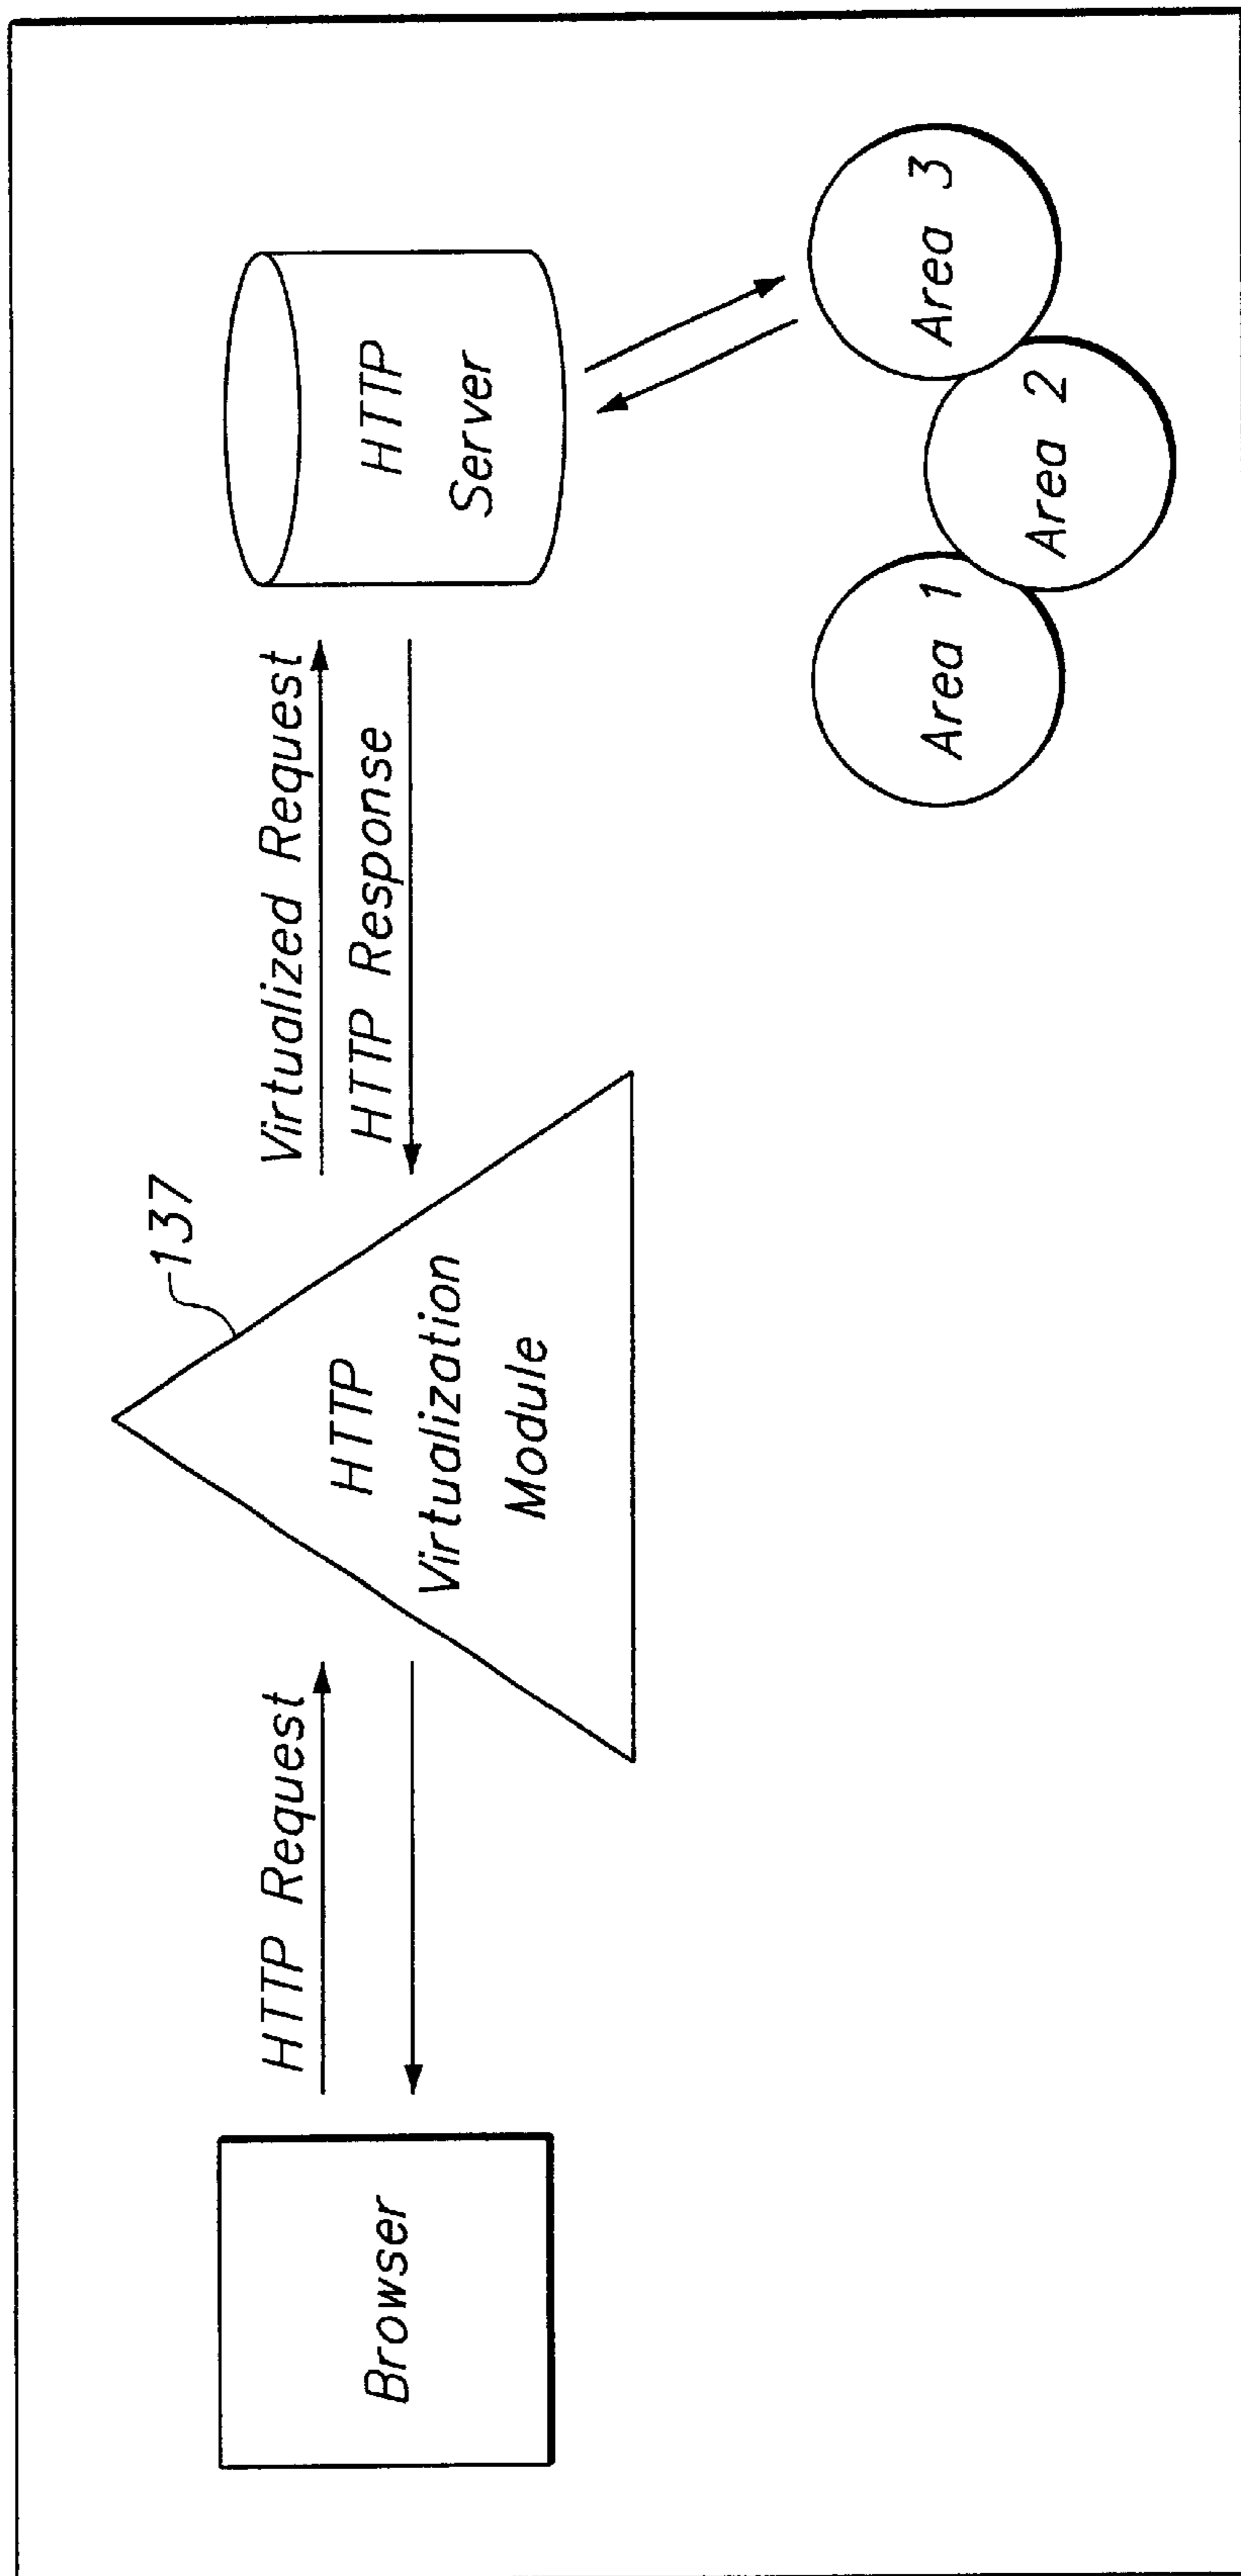 137
HTTP Request
Virtualized Request
HTTP Response
Browser
HTTP
Virtualization
Module
HTTP
Server
Area 1
Area 2
Area 3